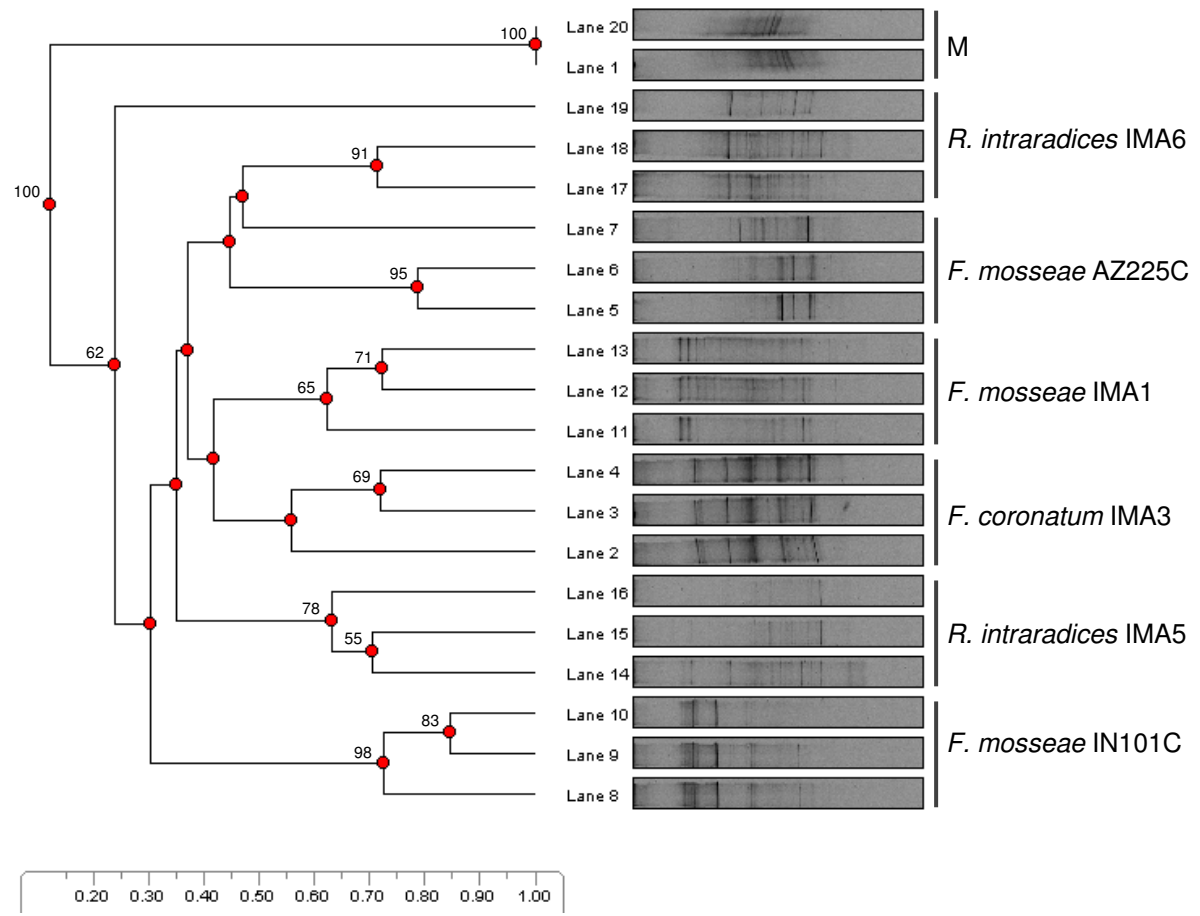 100
Lane 20
M
Lane 1
Lane 19
R. intraradices IMA6
91
Lane 18
Lane 17
100
Lane 7
F. mosseae AZ225C
95
Lane 6
Lane 5
62
71
Lane 13
65
Lane 12
F. mosseae IMA1
Lane 11
69
Lane 4
Lane 3
F. coronatum IMA3
Lane 2
78
Lane 16
55
Lane 15
R. intraradices IMA5
Lane 14
83
Lane 10
98
Lane 9
F. mosseae IN101C
Lane 8
0.20 0.30 0.40 0.50 0.60 0.70 0.80 0.90 1.00